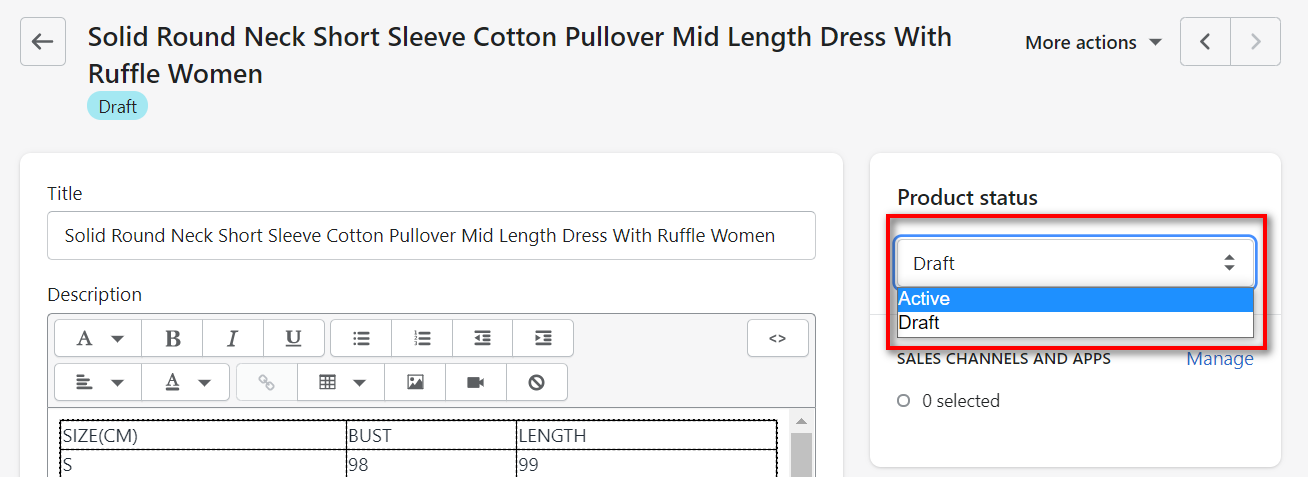 Solid Round Neck Short Sleeve Cotton Pullover Mid Length Dress With
Ruffle Women
Draft
More actions
Title
Solid Round Neck Short Sleeve Cotton Pullover Mid Length Dress With Ruffle Women
Description
A
B
I
U
<>
A
SIZE(CM) BUST LENGTH
S 98 99
Product status
Draft
Active
Draft
SALES CHANNELS AND APPS Manage
0 selected